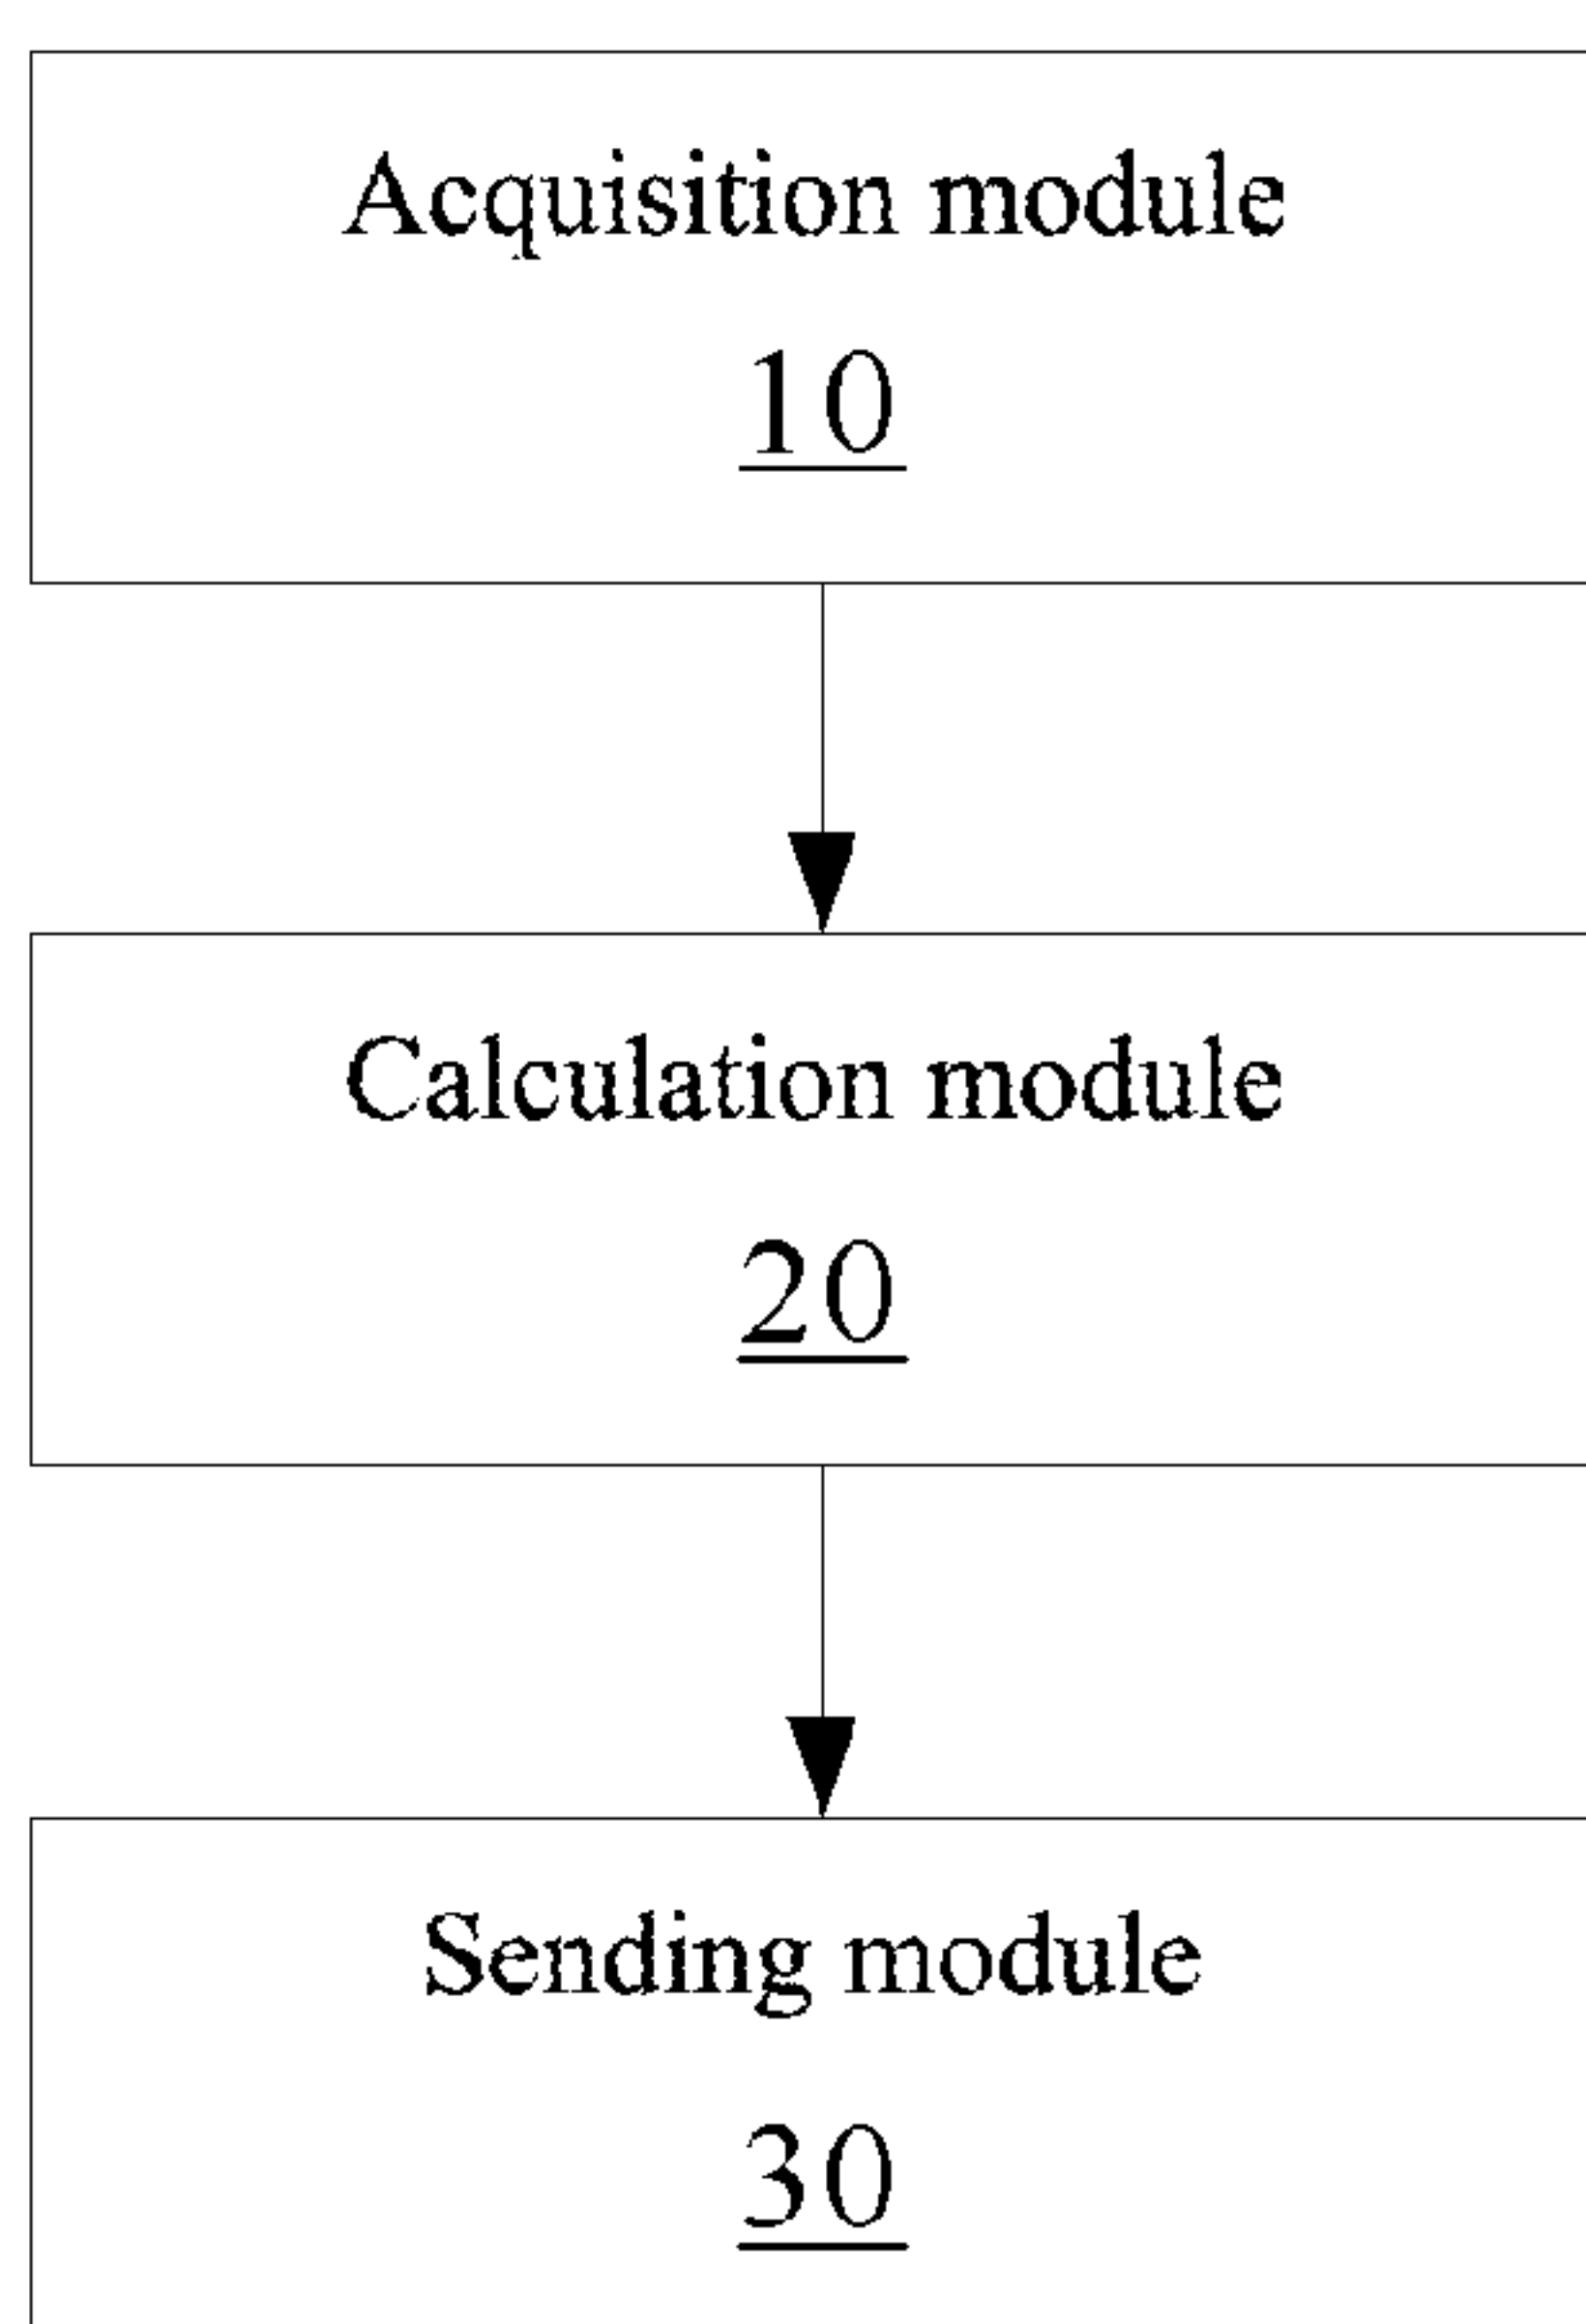 Acquisition module
10
Calculation module
20
Sending module
30